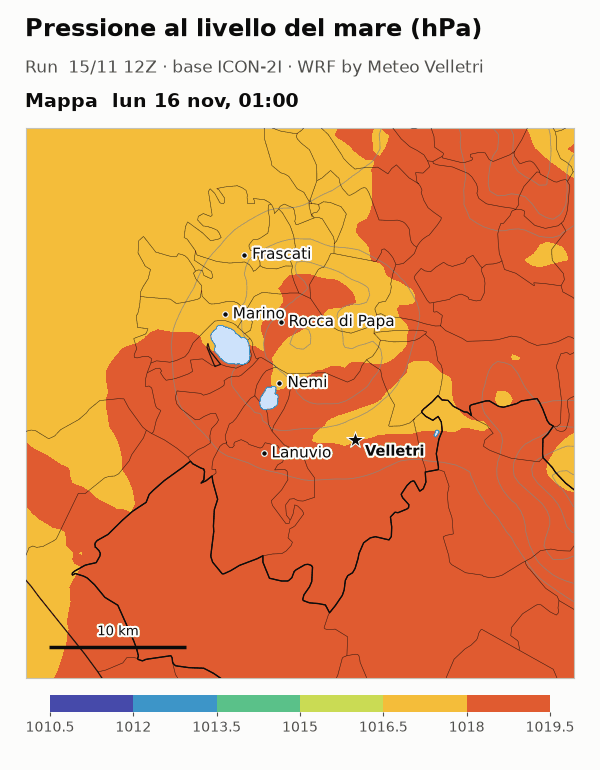 Pressione al livello del mare (hPa)
Run  15/11 12Z · base ICON-2I · WRF by Meteo Velletri
Mappa  lun 16 nov, 01:00
Frascati
Marino
Rocca di Papa
Nemi
Velletri
Lanuvio
10 km
1010.5 1012 1013.5 1015 1016.5 1018 1019.5